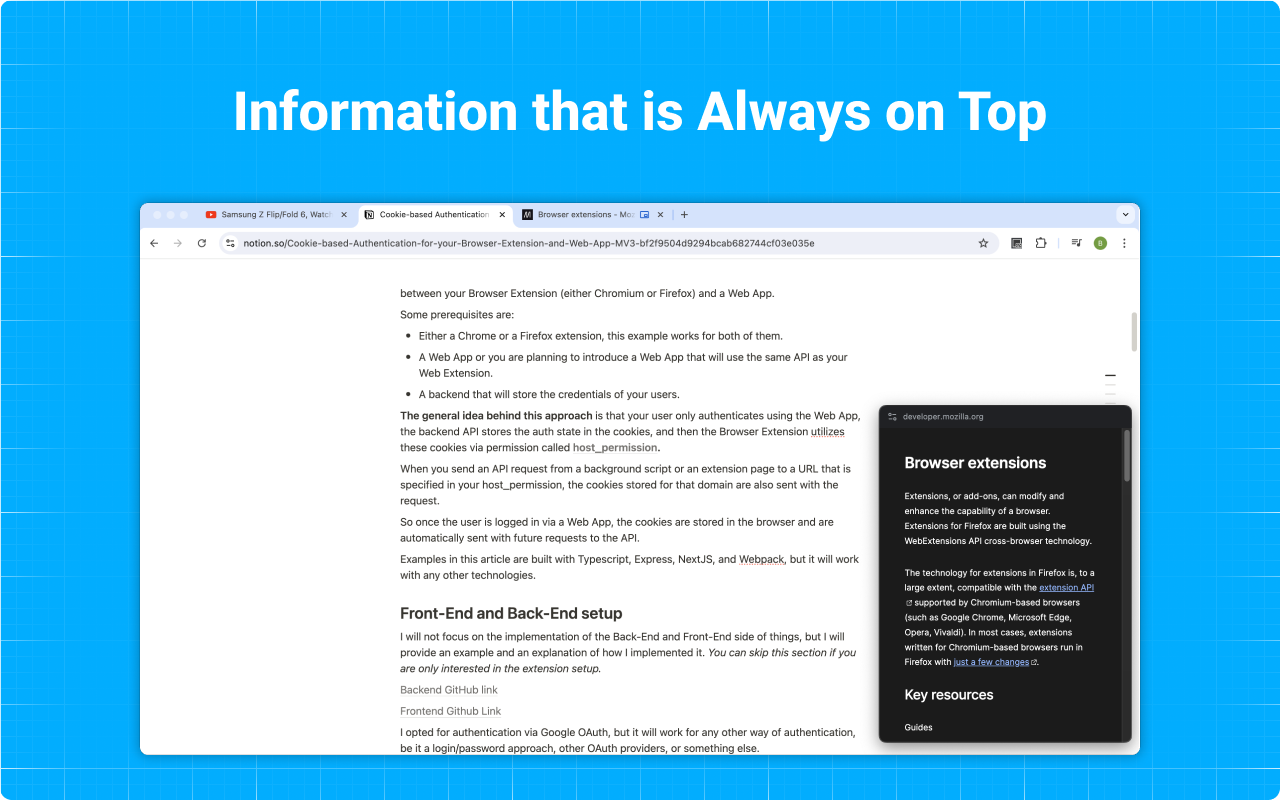 Information that is Always on Top
Samsung Z Flip/Fold 6, Watch
Cookie-based Authentication
Browser extensions - Moz
notion.so/Cookie-based-Authentication-for-your-Browser-Extension-and-Web-App-MV3-bf2f9504d9294bcab682744cf03e035e
B
between your Browser Extension (either Chromium or Firefox) and a Web App.
Some prerequisites are:
• Either a Chrome or a Firefox extension, this example works for both of them.
• A Web App or you are planning to introduce a Web App that will use the same API as your
Web Extension.
• A backend that will store the credentials of your users.
The general idea behind this approach is that your user only authenticates using the Web App,
the backend API stores the auth state in the cookies, and then the Browser Extension utilizes
these cookies via permission called host_permission.
When you send an API request from a background script or an extension page to a URL that is
specified in your host_permission, the cookies stored for that domain are also sent with the
request.
So once the user is logged in via a Web App, the cookies are stored in the browser and are
automatically sent with future requests to the API.
Examples in this article are built with Typescript, Express, NextJS, and Webpack, but it will work
with any other technologies.
Front-End and Back-End setup
I will not focus on the implementation of the Back-End and Front-End side of things, but I will
provide an example and an explanation of how I implemented it. You can skip this section if you
are only interested in the extension setup.
Backend GitHub link
Frontend Github Link
I opted for authentication via Google OAuth, but it will work for any other way of authentication,
be it a login/password approach, other OAuth providers, or something else.
developer.mozilla.org
Browser extensions
Extensions, or add-ons, can modify and
enhance the capability of a browser.
Extensions for Firefox are built using the
WebExtensions API cross-browser technology.
The technology for extensions in Firefox is, to a
large extent, compatible with the extension API
supported by Chromium-based browsers
(such as Google Chrome, Microsoft Edge,
Opera, Vivaldi). In most cases, extensions
written for Chromium-based browsers run in
Firefox with just a few changes.
Key resources
Guides